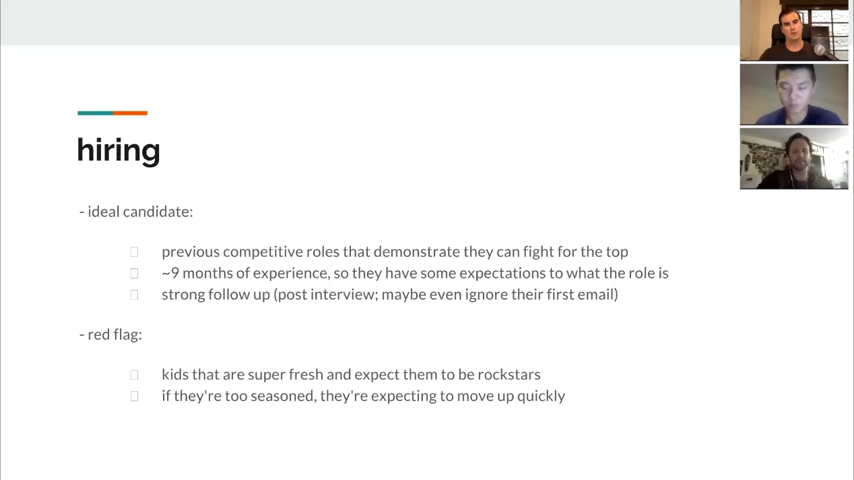 hiring
- ideal candidate:
previous competitive roles that demonstrate they can fight for the top
~9 months of experience, so they have some expectations to what the role is
strong follow up (post interview; maybe even ignore their first email)
- red flag:
kids that are super fresh and expect them to be rockstars
if they're too seasoned, they're expecting to move up quickly